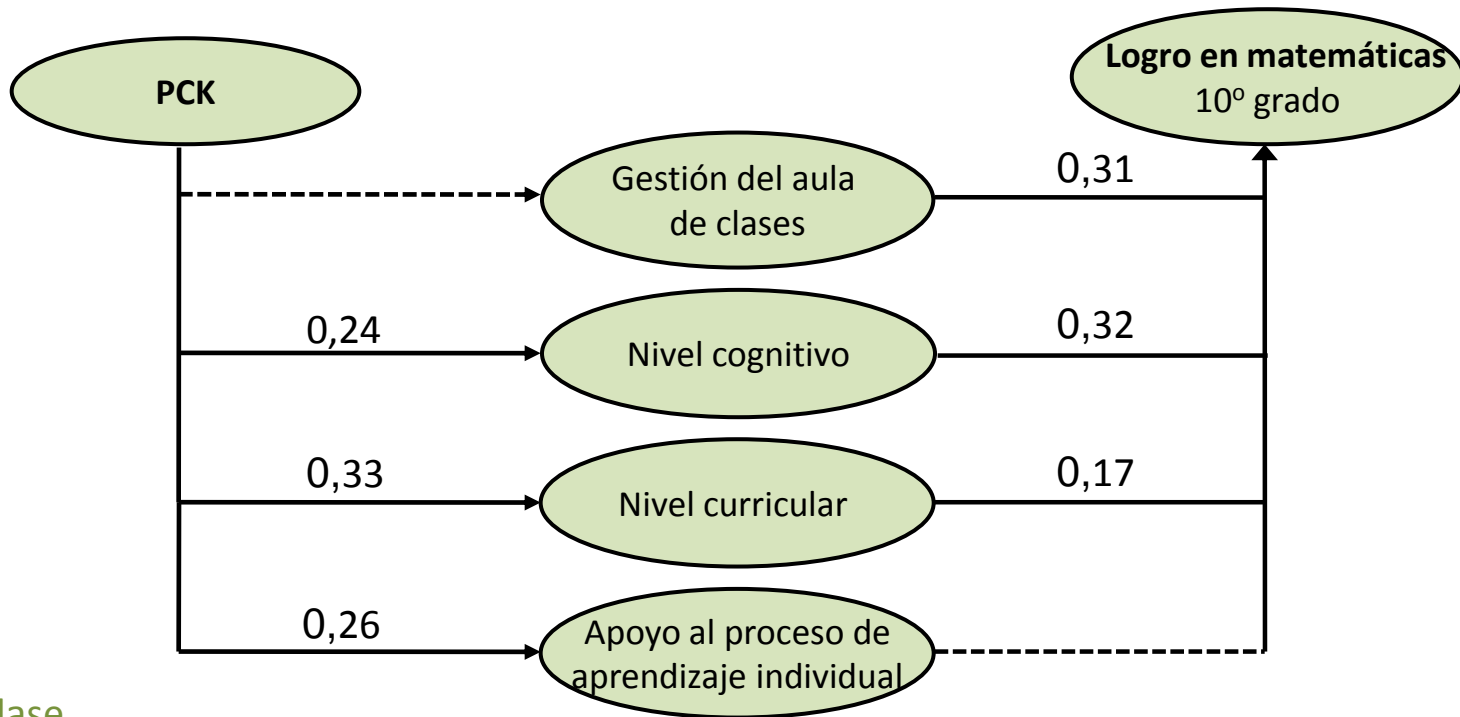 PCK
Logro en matemáticas
10º grado
Gestión del aula
de clases
0,31
0,24
Nivel cognitivo
0,32
0,33
Nivel curricular
0,17
0,26
Apoyo al proceso de
aprendizaje individual